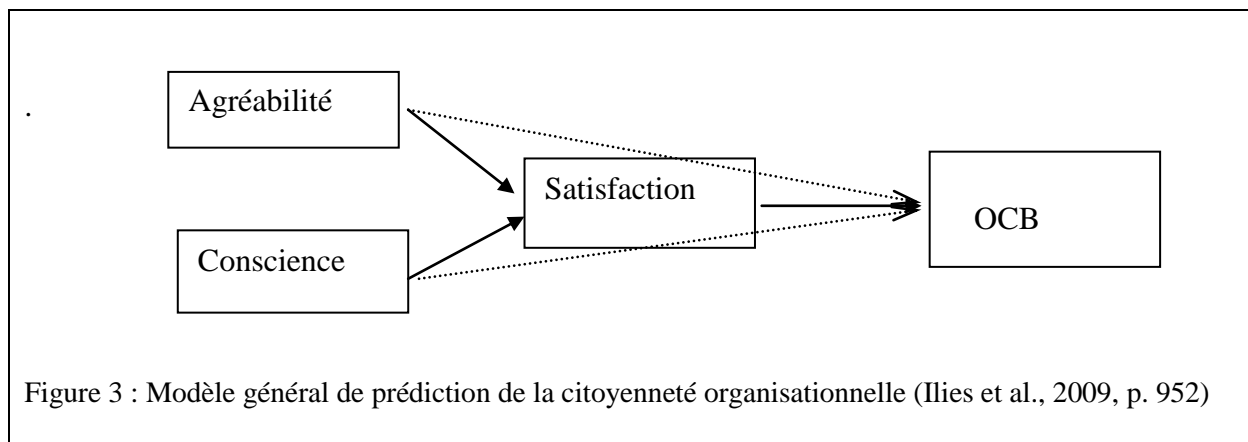 Agréabilité
.
Satisfaction
OCB
Conscience
Figure 3 : Modèle général de prédiction de la citoyenneté organisationnelle (Ilies et al., 2009, p. 952)